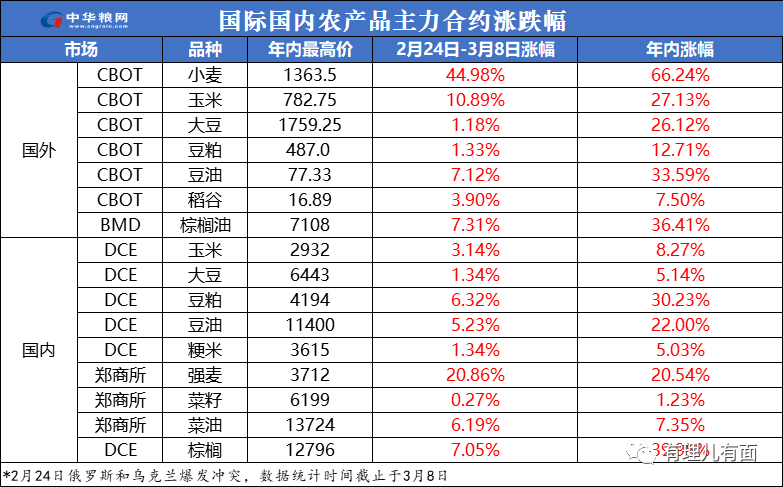 中华粮网 国际国内农产品主力合约涨跌幅
www.cngrain.com
市场 品种 年内最高价 2月24日-3月8日涨幅 年内涨幅
国外
CBOT 小麦 1363.5 44.98% 66.24%
CBOT 玉米 782.75 10.89% 27.13%
CBOT 大豆 1759.25 1.18% 26.12%
CBOT 豆粕 487.0 1.33% 12.71%
CBOT 豆油 77.33 7.12% 33.59%
CBOT 稻谷 16.89 3.90% 7.50%
BMD 棕榈油 7108 7.31% 36.41%
国内
DCE 玉米 2932 3.14% 8.27%
DCE 大豆 6443 1.34% 5.14%
DCE 豆粕 4194 6.32% 30.23%
DCE 豆油 11400 5.23% 22.00%
DCE 粳米 3615 1.34% 5.03%
郑商所 强麦 3712 20.86% 20.54%
郑商所 菜籽 6199 0.27% 1.23%
郑商所 菜油 13724 6.19% 7.35%
DCE 棕榈 12796 7.05%
有理儿有面
*2月24日俄罗斯和乌克兰爆发冲突，数据统计时间截止于3月8日